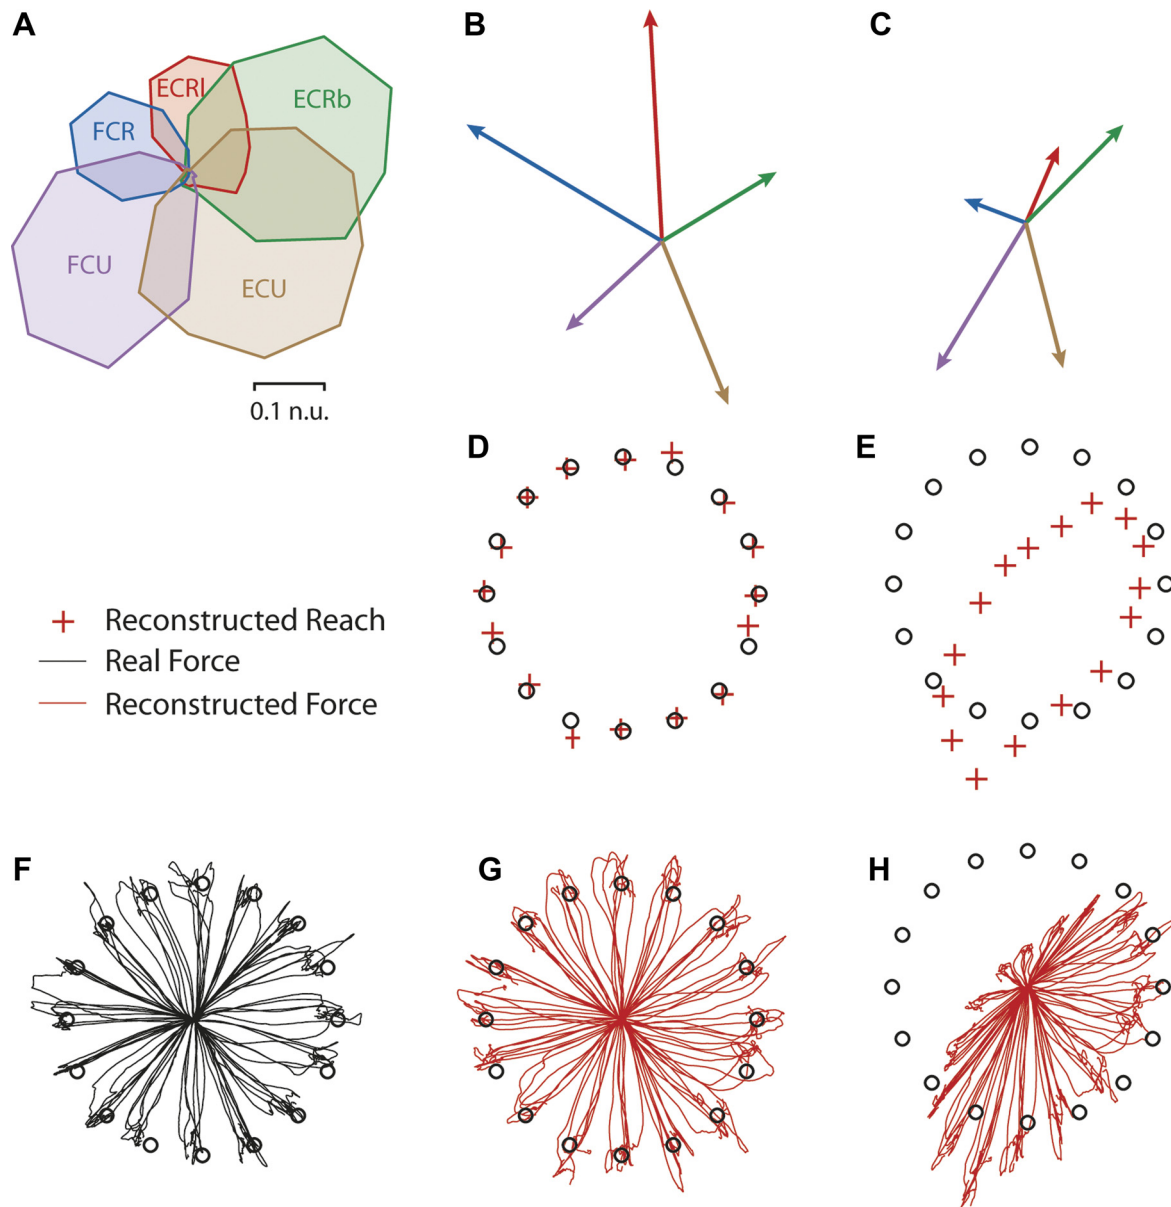 A
B
C
ECRl
ECRb
FCR
FCU
ECU
0.1 n.u.
D
E
Reconstructed Reach
Real Force
Reconstructed Force
F
G
H